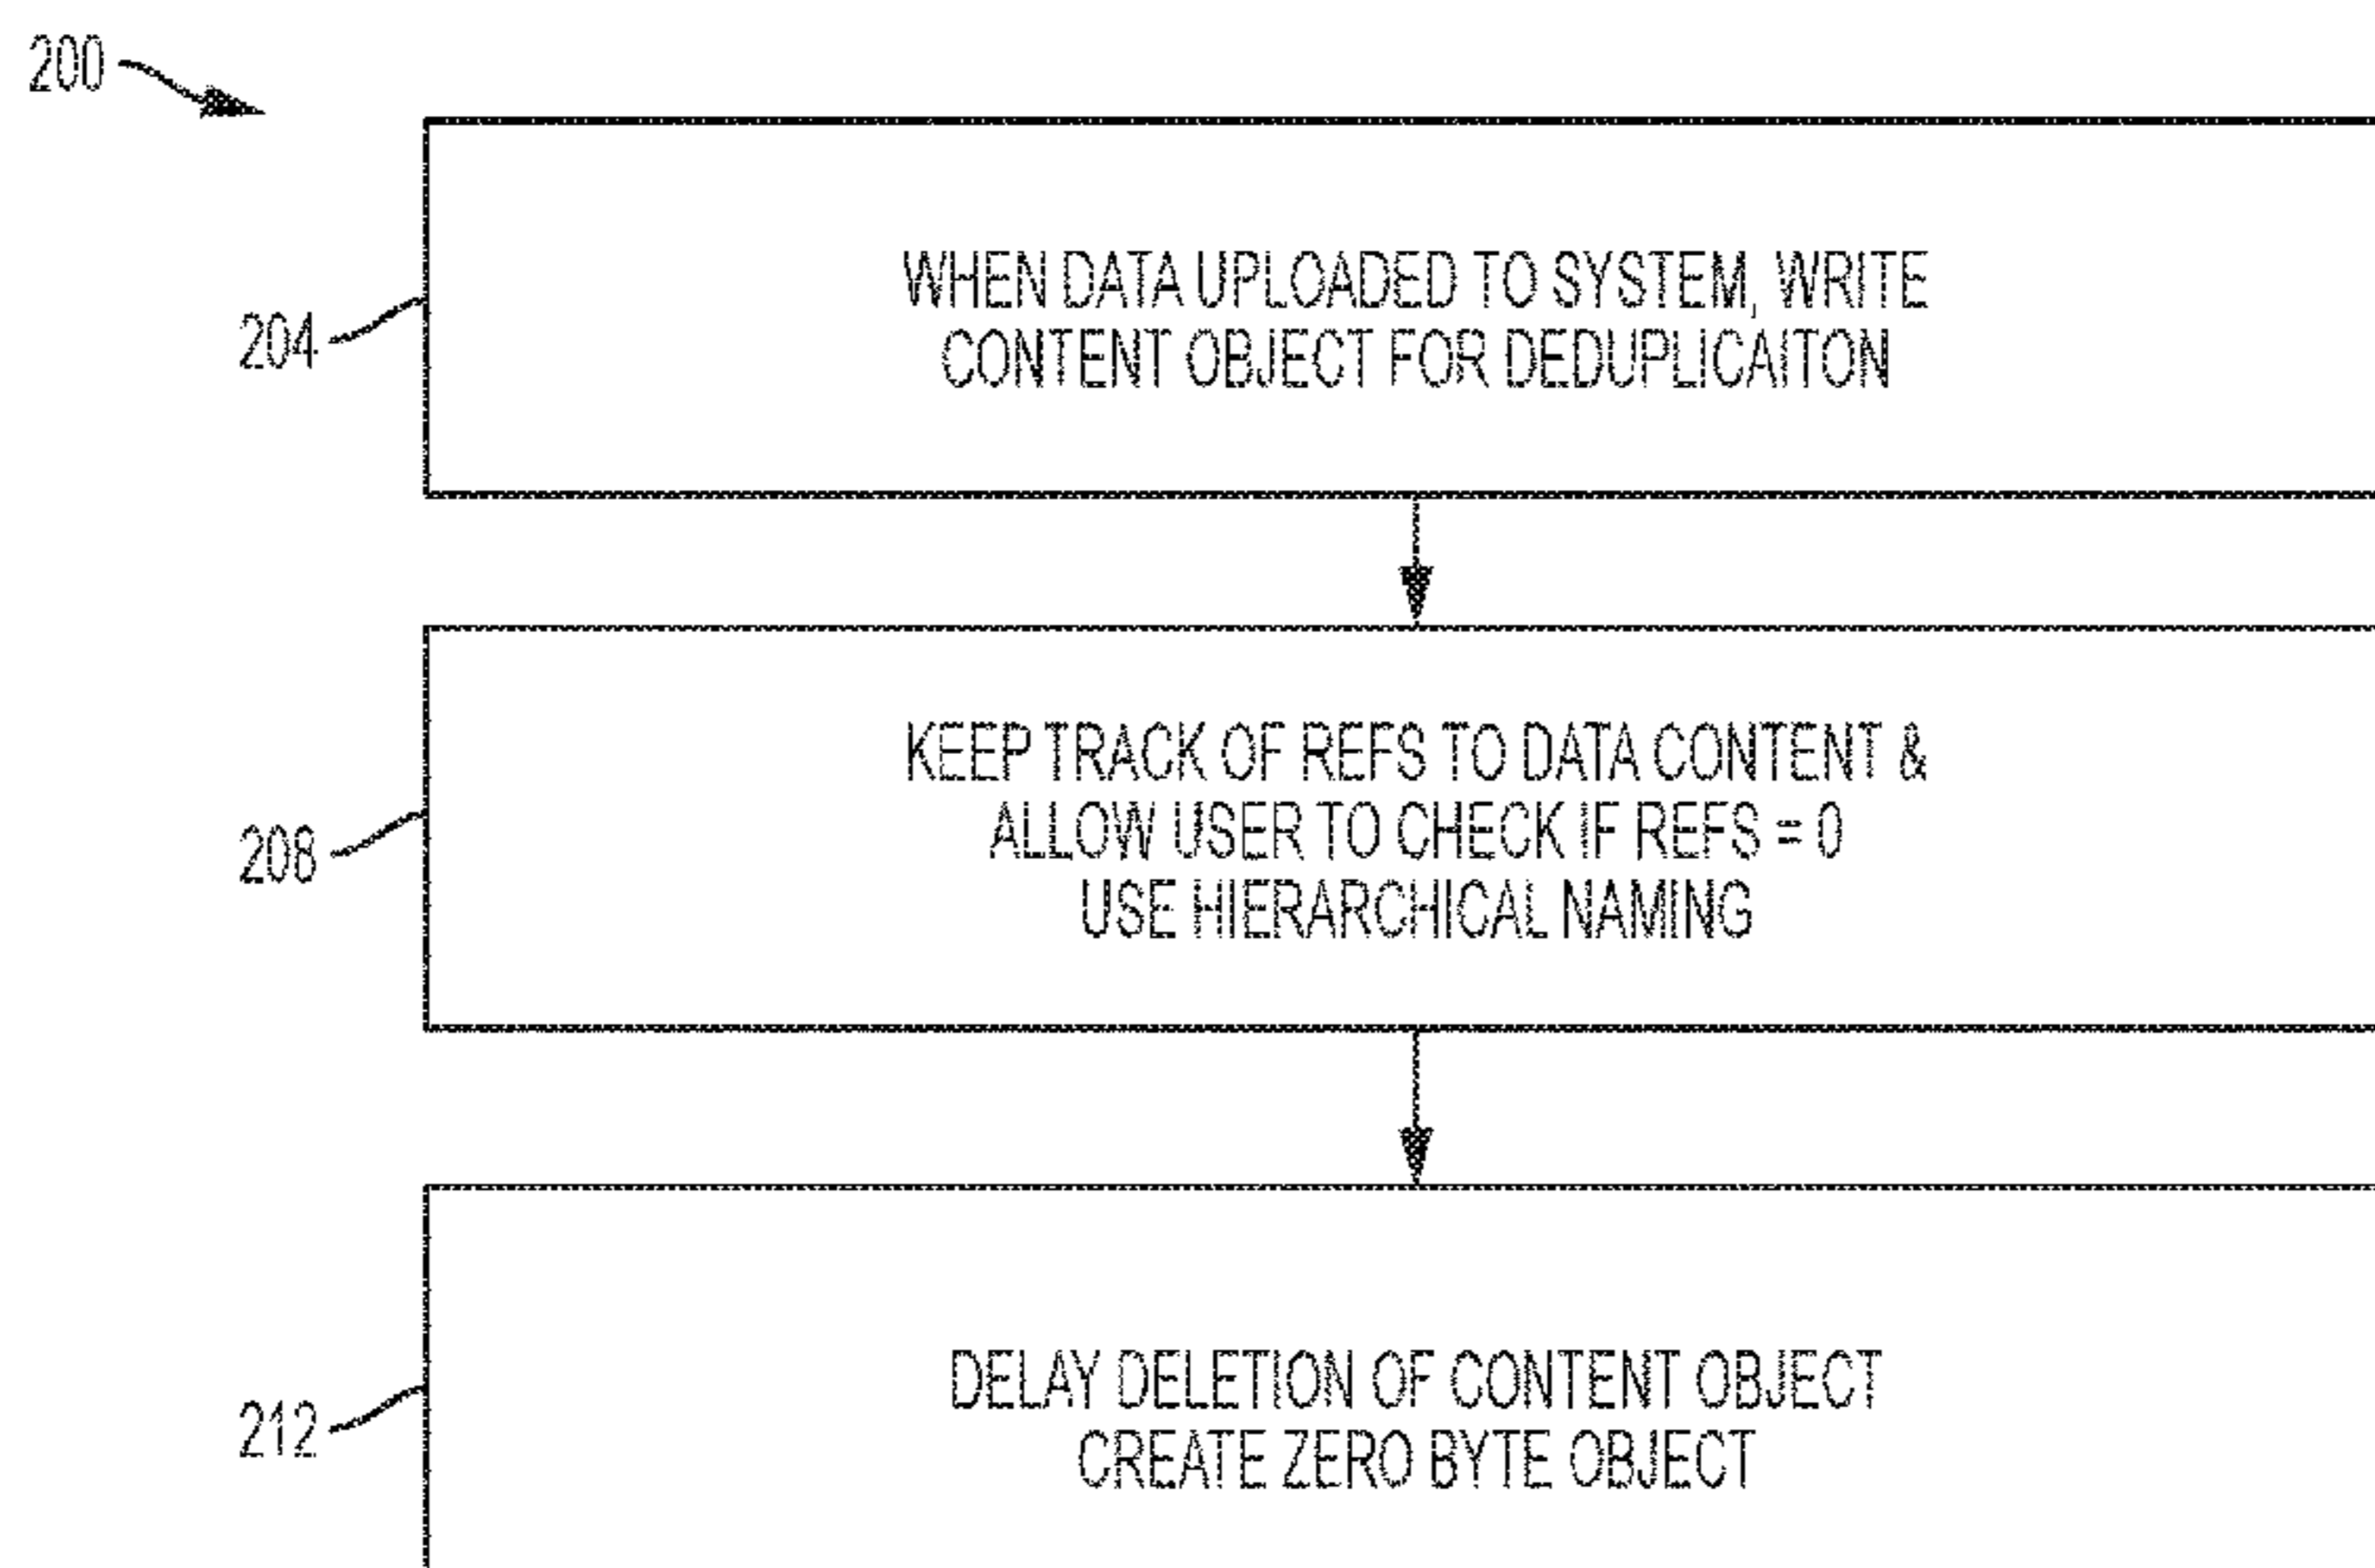 200
204
WHEN DATA UPLOADED TO SYSTEM, WRITE
CONTENT OBJECT FOR DEDUPLICAITON
208
KEEP TRACK OF REFS TO DATA CONTENT &
ALLOW USER TO CHECK IF REFS = 0
USE HIERARCHICAL NAMING
212
DELAY DELETION OF CONTENT OBJECT
CREATE ZERO BYTE OBJECT